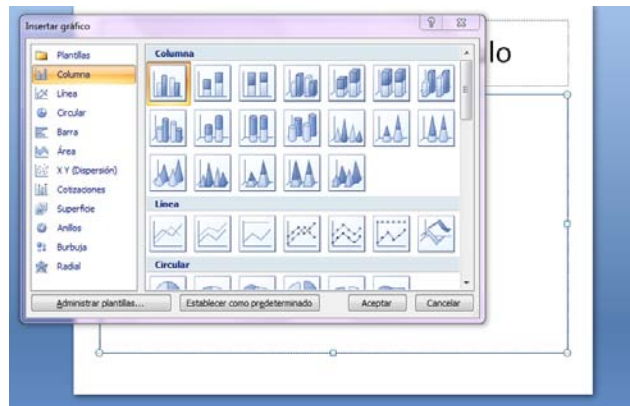 Insertar gráfico
lo
Plantillas
Columna
Línea
Circular
Barra
Área
X Y (Dispersión)
Cotizaciones
Superficie
Anillos
Burbuja
Radial
Columna
Línea
Circular
Administrar plantillas...
Establecer como predeterminado
Aceptar
Cancelar